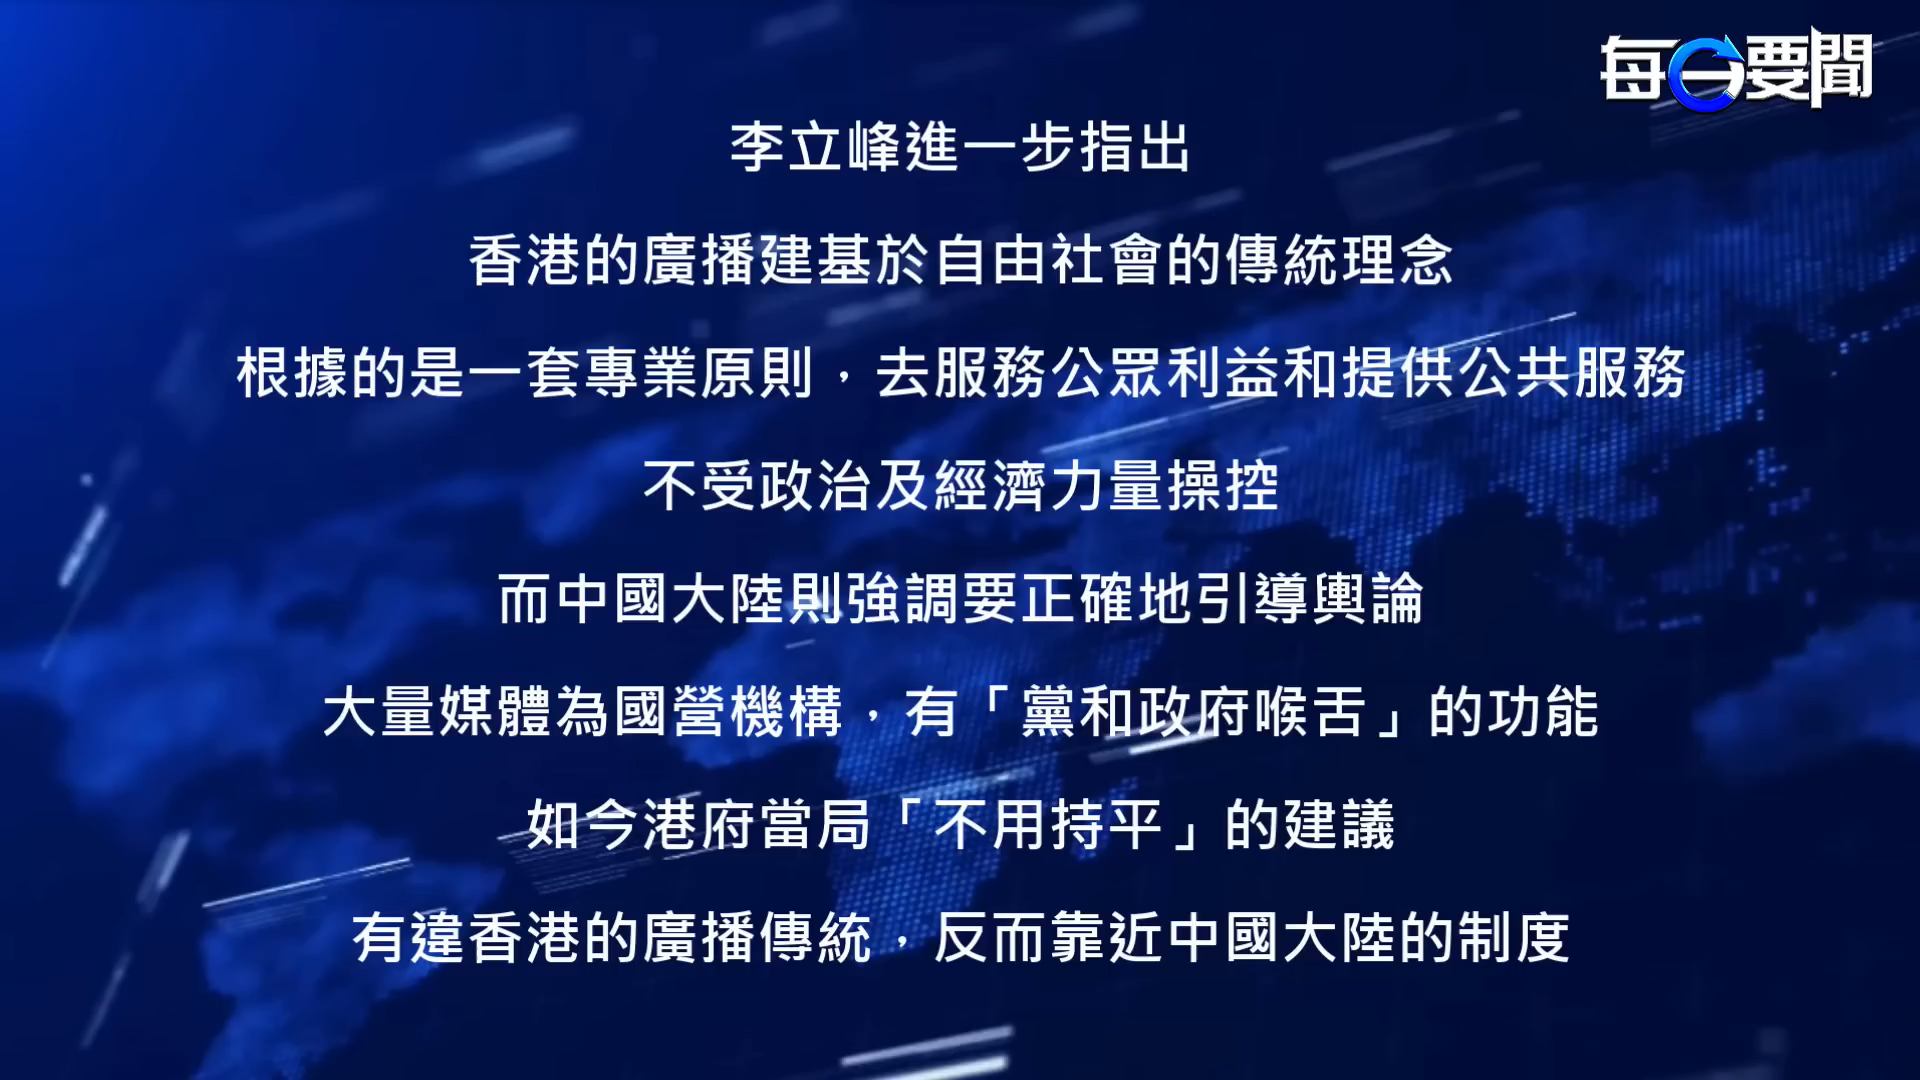 每日要聞
李立峰進一步指出
香港的廣播建基於自由社會的傳統理念
根據的是一套專業原則，去服務公眾利益和提供公共服務
不受政治及經濟力量操控
而中國大陸則強調要正確地引導輿論
大量媒體為國營機構，有「黨和政府喉舌」的功能
如今港府當局「不用持平」的建議
有違香港的廣播傳統，反而靠近中國大陸的制度